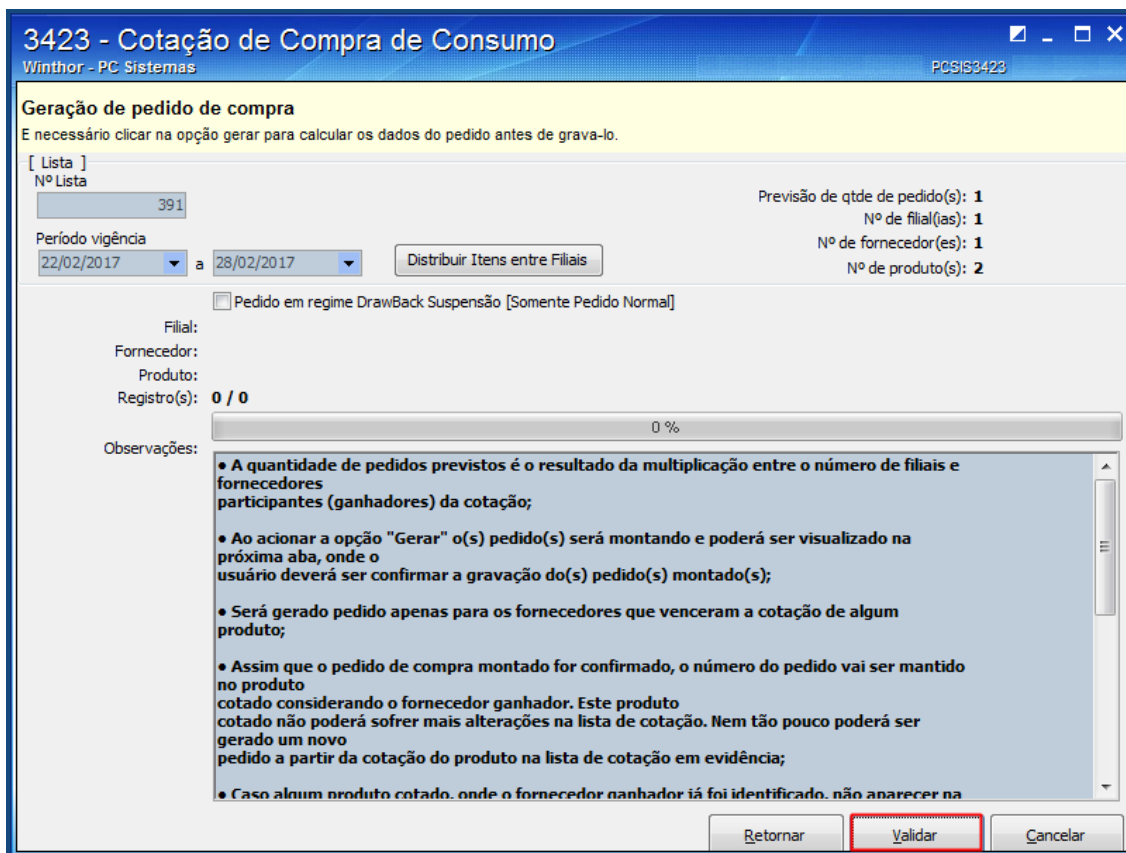 3423 - Cotação de Compra de Consumo
Winthor - PC Sistemas
PCSIS3423
Geração de pedido de compra
E necessário clicar na opção gerar para calcular os dados do pedido antes de grava-lo.
[ Lista ]
Nº Lista
391
Previsão de qtde de pedido(s): 1
Nº de filial(ias): 1
Nº de fornecedor(es): 1
Nº de produto(s): 2
Período vigência
22/02/2017 a 28/02/2017
Distribuir Itens entre Filiais
Pedido em regime DrawBack Suspensão [Somente Pedido Normal]
Filial:
Fornecedor:
Produto:
Registro(s): 0 / 0
0 %
Observações:
● A quantidade de pedidos previstos é o resultado da multiplicação entre o número de filiais e
fornecedores
participantes (ganhadores) da cotação;
● Ao acionar a opção "Gerar" o(s) pedido(s) será montando e poderá ser visualizado na
próxima aba, onde o
usuário deverá ser confirmar a gravação do(s) pedido(s) montado(s);
● Será gerado pedido apenas para os fornecedores que venceram a cotação de algum
produto;
● Assim que o pedido de compra montado for confirmado, o número do pedido vai ser mantido
no produto
cotado considerando o fornecedor ganhador. Este produto
cotado não poderá sofrer mais alterações na lista de cotação. Nem tão pouco poderá ser
gerado um novo
pedido a partir da cotação do produto na lista de cotação em evidência;
● Caso algum produto cotado, onde o fornecedor ganhador já foi identificado, não aparecer na
Retornar
Validar
Cancelar